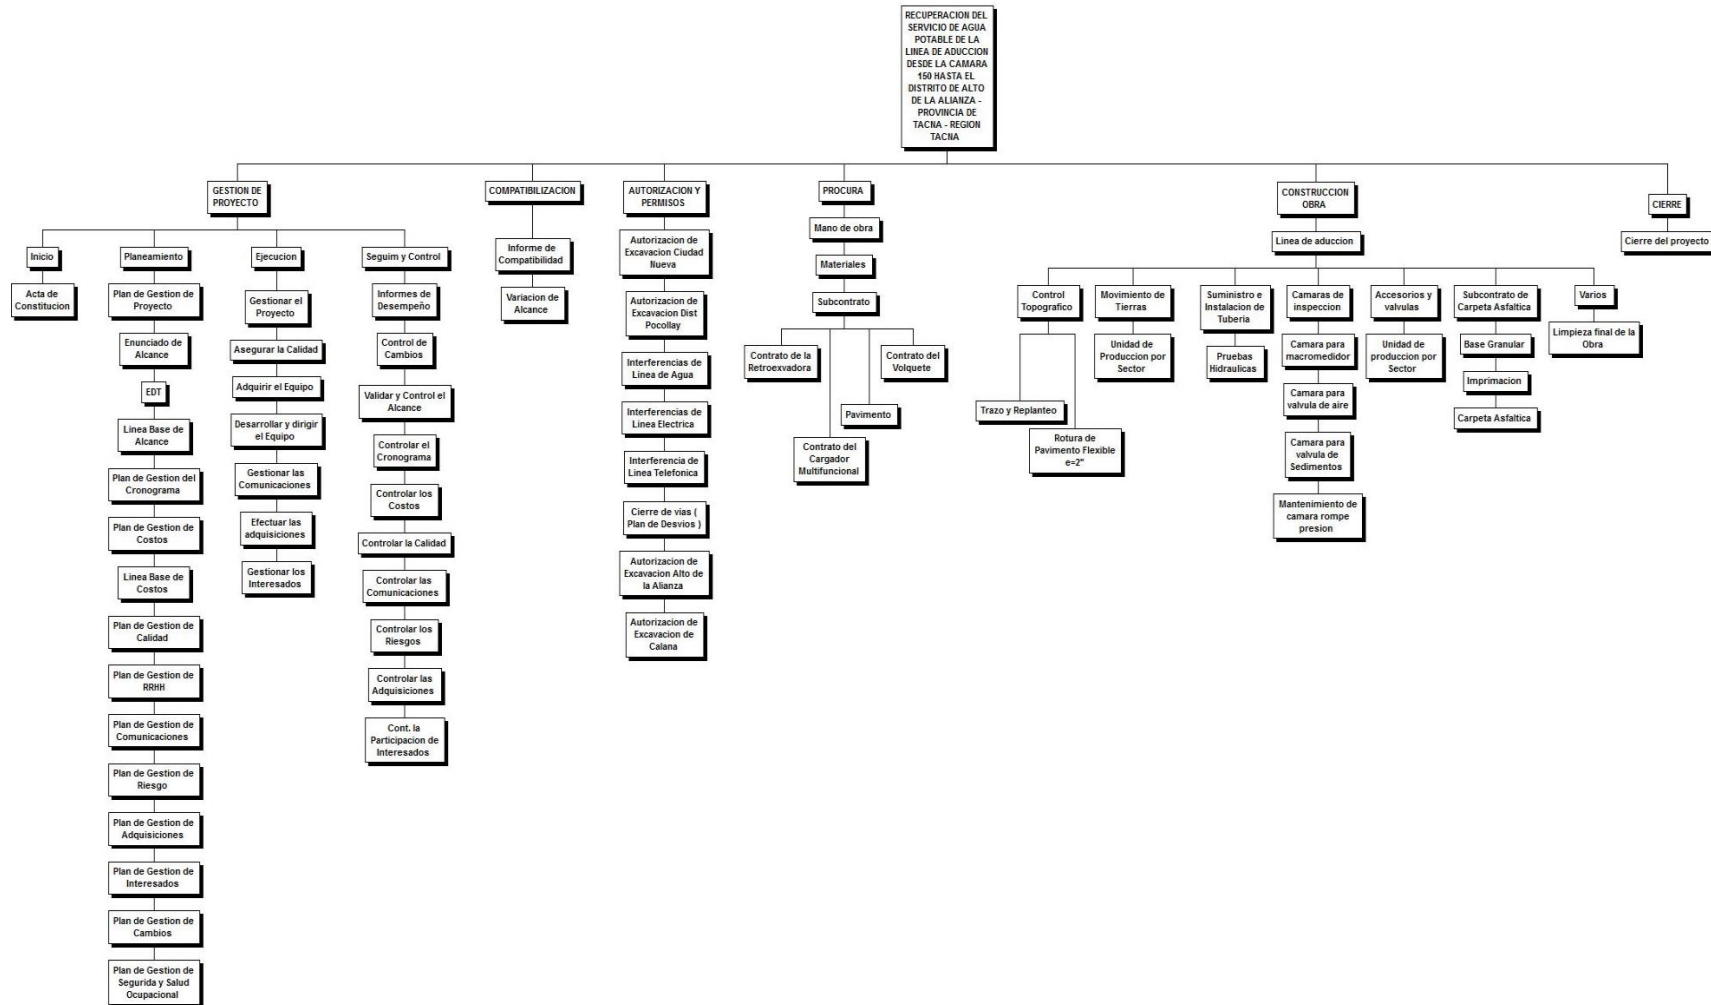 RECUPERACION DEL
SERVICIO DE AGUA
POTABLE DE LA
LINEA DE ADUCCION
DESDE LA CAMARA
150 HASTA EL
DISTRITO DE ALTO
DE LA ALIANZA -
PROVINCIA DE
TACNA - REGION
TACNA
GESTION DE
PROYECTO
Inicio
Acta de
Constitucion
Planeamiento
Plan de Gestion de
Proyecto
Enunciado de
Alcance
EDT
Linea Base de
Alcance
Plan de Gestion del
Cronograma
Plan de Gestion de
Costos
Linea Base de
Costos
Plan de Gestion de
Calidad
Plan de Gestion de
RRHH
Plan de Gestion de
Comunicaciones
Plan de Gestion de
Riesgo
Plan de Gestion de
Adquisiciones
Plan de Gestion de
Interesados
Plan de Gestion de
Cambios
Plan de Gestion de
Segurida y Salud
Ocupacional
Ejecucion
Gestionar el
Proyecto
Asegurar la Calidad
Adquirir el Equipo
Desarrollar y dirigir
el Equipo
Gestionar las
Comunicaciones
Efectuar las
adquisiciones
Gestionar los
Interesados
Seguim y Control
Informes de
Desempeño
Control de
Cambios
Validar y Control el
Alcance
Controlar el
Cronograma
Controlar los
Costos
Controlar la Calidad
Controlar las
Comunicaciones
Controlar los
Riesgos
Controlar las
Adquisiciones
Cont. la
Participacion de
Interesados
COMPATIBILIZACION
Informe de
Compatibilidad
Variacion de
Alcance
AUTORIZACION Y
PERMISOS
Autorizacion de
Excavacion Ciudad
Nueva
Autorizacion de
Excavacion Dist
Pocollay
Interferencias de
Linea de Agua
Interferencias de
Linea Electrica
Interferencia de
Linea Telefonica
Cierre de vias (
Plan de Desvios )
Autorizacion de
Excavacion Alto de
la Alianza
Autorizacion de
Excavacion de
Calana
PROCURA
Mano de obra
Materiales
Subcontrato
Contrato de la
Retroexvadora
Contrato del
Cargador
Multifuncional
Pavimento
Contrato del
Volquete
CONSTRUCCION
OBRA
Linea de aduccion
Control
Topografico
Trazo y Replanteo
Rotura de
Pavimento Flexible
e=2"
Movimiento de
Tierras
Unidad de
Produccion por
Sector
Suministro e
Instalacion de
Tuberia
Pruebas
Hidraulicas
Camaras de
inspeccion
Camara para
macromedidor
Camara para
valvula de aire
Camara para
valvula de
Sedimentos
Mantenimiento de
camara rompe
presion
Accesorios y
valvulas
Unidad de
produccion por
Sector
Subcontrato de
Carpeta Asfaltica
Base Granular
Imprimacion
Carpeta Asfaltica
Varios
Limpieza final de la
Obra
CIERRE
Cierre del proyecto